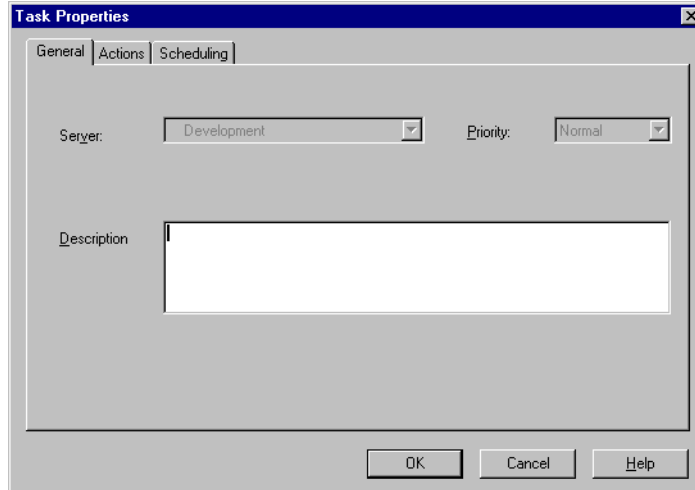 Task Properties
General Actions Scheduling
Server: Development Priority: Normal
Description
OK Cancel Help